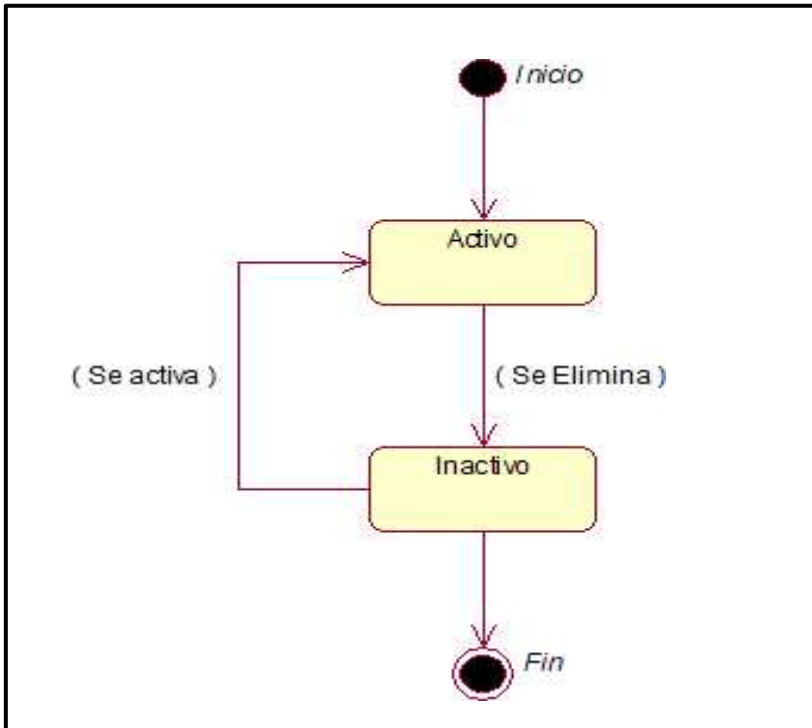 Inicio
Activo
( Se activa )
( Se Elimina )
Inactivo
Fin